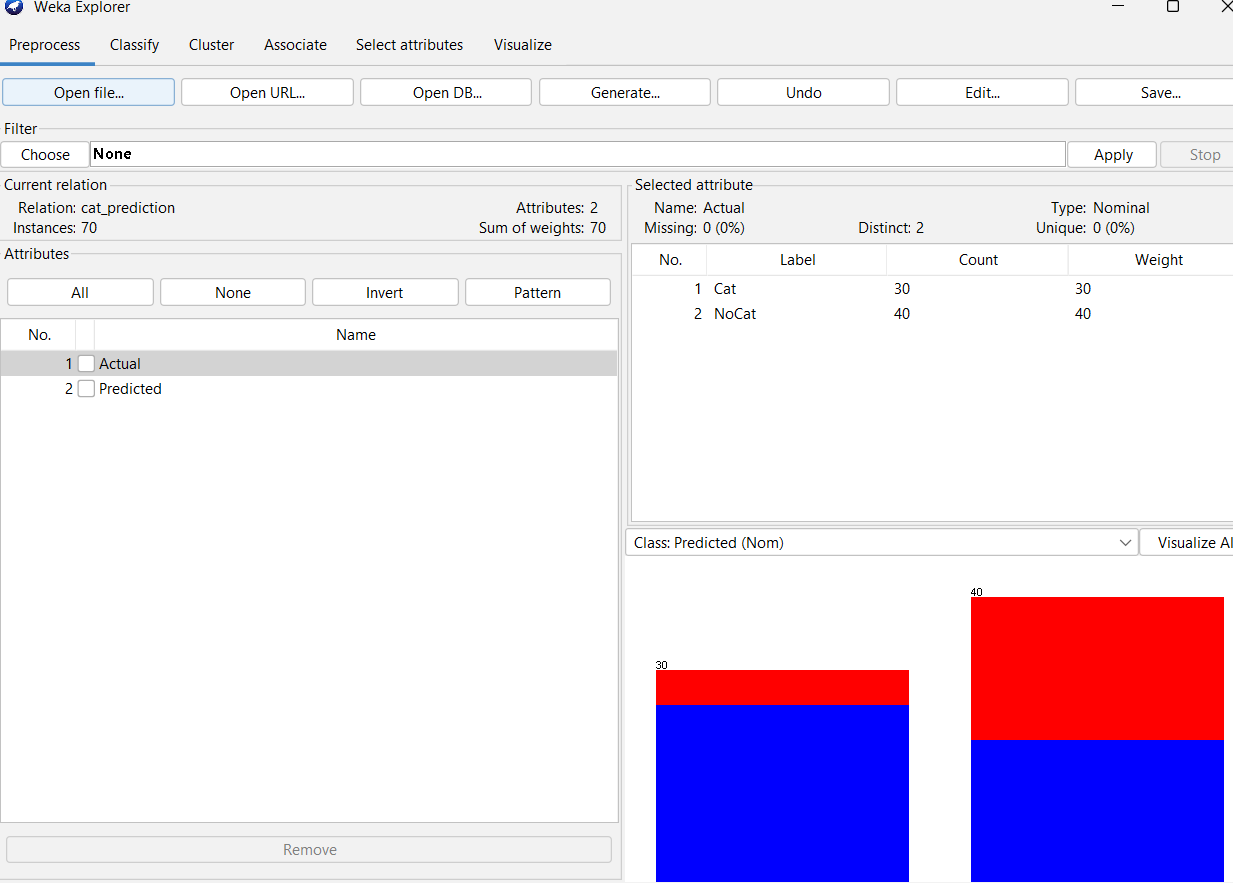 Weka Explorer
Preprocess Classify Cluster Associate Select attributes Visualize
Open file... Open URL... Open DB... Generate... Undo Edit... Save...
Filter
Choose None Apply Stop
Current relation
Relation: cat_prediction Attributes: 2
Instances: 70 Sum of weights: 70
Attributes
All None Invert Pattern
No. Name
1 Actual
2 Predicted
Remove
Selected attribute
Name: Actual Type: Nominal
Missing: 0 (0%) Distinct: 2 Unique: 0 (0%)
No. Label Count Weight
1 Cat 30 30
2 NoCat 40 40
Class: Predicted (Nom) Visualize Al
40
30